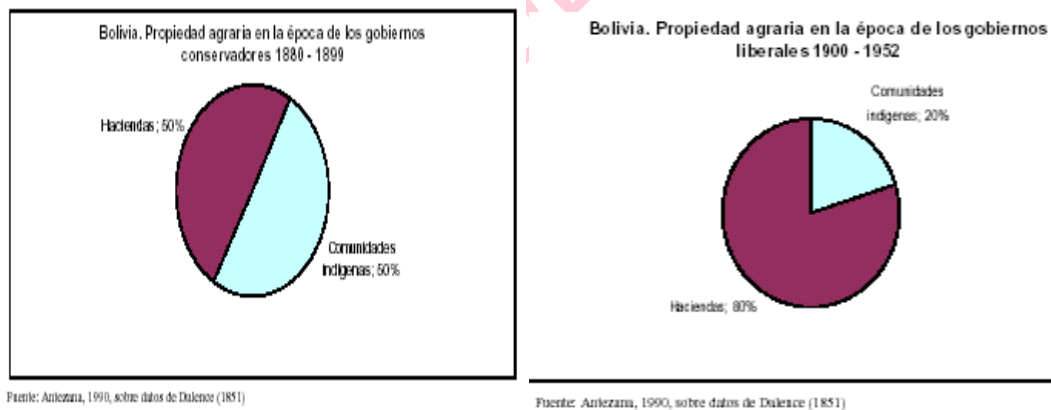 Bolivia. Propiedad agraria en la época de los gobiernos
conservadores 1880 - 1899
Haciendas; 50%
Comunidades
indígenas; 50%
Fuente: Antezana, 1990, sobre datos de Dalence (1851)
Bolivia. Propiedad agraria en la época de los gobiernos
liberales 1900 - 1952
Comunidades
indígenas; 20%
Haciendas; 80%
Fuente: Antezana, 1990, sobre datos de Dalence (1851)